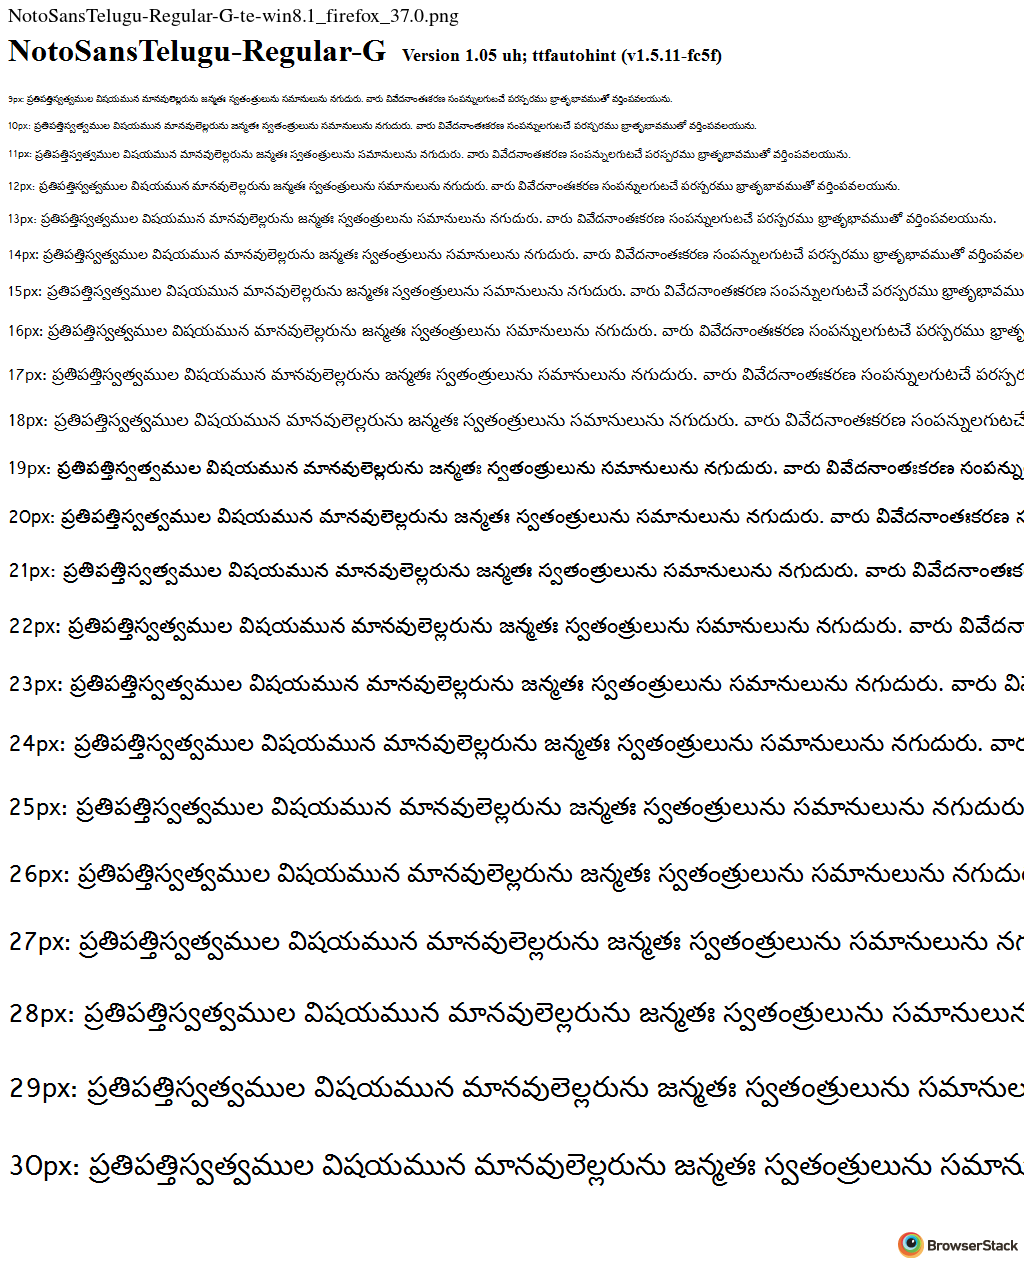 NotoSansTelugu-Regular-G-te-win8.1_firefox_37.0.png
NotoSansTelugu-Regular-G Version 1.05 uh; ttfautohint (v1.5.11-fc5f)
9px: ప్రతిపత్తిస్వత్వముల విషయమున మానవులెల్లరును జన్మతః స్వతంత్రులును సమానులును నగుదురు. వారు వివేదనాంతఃకరణ సంపన్నులగుటచే పరస్పరము భ్రాతృభావముతో వర్తింపవలయును.
10px: ప్రతిపత్తిస్వత్వముల విషయమున మానవులెల్లరును జన్మతః స్వతంత్రులును సమానులును నగుదురు. వారు వివేదనాంతఃకరణ సంపన్నులగుటచే పరస్పరము భ్రాతృభావముతో వర్తింపవలయును.
11px: ప్రతిపత్తిస్వత్వముల విషయమున మానవులెల్లరును జన్మతః స్వతంత్రులును సమానులును నగుదురు. వారు వివేదనాంతఃకరణ సంపన్నులగుటచే పరస్పరము భ్రాతృభావముతో వర్తింపవలయును.
12px: ప్రతిపత్తిస్వత్వముల విషయమున మానవులెల్లరును జన్మతః స్వతంత్రులును సమానులును నగుదురు. వారు వివేదనాంతఃకరణ సంపన్నులగుటచే పరస్పరము భ్రాతృభావముతో వర్తింపవలయును.
13px: ప్రతిపత్తిస్వత్వముల విషయమున మానవులెల్లరును జన్మతః స్వతంత్రులును సమానులును నగుదురు. వారు వివేదనాంతఃకరణ సంపన్నులగుటచే పరస్పరము భ్రాతృభావముతో వర్తింపవలయును.
14px: ప్రతిపత్తిస్వత్వముల విషయమున మానవులెల్లరును జన్మతః స్వతంత్రులును సమానులును నగుదురు. వారు వివేదనాంతఃకరణ సంపన్నులగుటచే పరస్పరము భ్రాతృభావముతో వర్తింపవల
15px: ప్రతిపత్తిస్వత్వముల విషయమున మానవులెల్లరును జన్మతః స్వతంత్రులును సమానులును నగుదురు. వారు వివేదనాంతఃకరణ సంపన్నులగుటచే పరస్పరము భ్రాతృభావము
16px: ప్రతిపత్తిస్వత్వముల విషయమున మానవులెల్లరును జన్మతః స్వతంత్రులును సమానులును నగుదురు. వారు వివేదనాంతఃకరణ సంపన్నులగుటచే పరస్పరము భ్రా
17px: ప్రతిపత్తిస్వత్వముల విషయమున మానవులెల్లరును జన్మతః స్వతంత్రులును సమానులును నగుదురు. వారు వివేదనాంతఃకరణ సంపన్నులగుటచే పరస్పర
18px: ప్రతిపత్తిస్వత్వముల విషయమున మానవులెల్లరును జన్మతః స్వతంత్రులును సమానులును నగుదురు. వారు వివేదనాంతఃకరణ సంపన్నులగుటచే
19px: ప్రతిపత్తిస్వత్వముల విషయమున మానవులెల్లరును జన్మతః స్వతంత్రులును సమానులును నగుదురు. వారు వివేదనాంతఃకరణ సంపన్ను
20px: ప్రతిపత్తిస్వత్వముల విషయమున మానవులెల్లరును జన్మతః స్వతంత్రులును సమానులును నగుదురు. వారు వివేదనాంతఃకరణ
21px: ప్రతిపత్తిస్వత్వముల విషయమున మానవులెల్లరును జన్మతః స్వతంత్రులును సమానులును నగుదురు. వారు వివేదనాంతఃక
22px: ప్రతిపత్తిస్వత్వముల విషయమున మానవులెల్లరును జన్మతః స్వతంత్రులును సమానులును నగుదురు. వారు వివేదనా
23px: ప్రతిపత్తిస్వత్వముల విషయమున మానవులెల్లరును జన్మతః స్వతంత్రులును సమానులును నగుదురు. వారు వివే
24px: ప్రతిపత్తిస్వత్వముల విషయమున మానవులెల్లరును జన్మతః స్వతంత్రులును సమానులును నగుదురు. వార
25px: ప్రతిపత్తిస్వత్వముల విషయమున మానవులెల్లరును జన్మతః స్వతంత్రులును సమానులును నగుదురు
26px: ప్రతిపత్తిస్వత్వముల విషయమున మానవులెల్లరును జన్మతః స్వతంత్రులును సమానులును నగుదు
27px: ప్రతిపత్తిస్వత్వముల విషయమున మానవులెల్లరును జన్మతః స్వతంత్రులును సమానులును నగ
28px: ప్రతిపత్తిస్వత్వముల విషయమున మానవులెల్లరును జన్మతః స్వతంత్రులును సమానులున
29px: ప్రతిపత్తిస్వత్వముల విషయమున మానవులెల్లరును జన్మతః స్వతంత్రులును సమానుల
30px: ప్రతిపత్తిస్వత్వముల విషయమున మానవులెల్లరును జన్మతః స్వతంత్రులును సమాను
BrowserStack